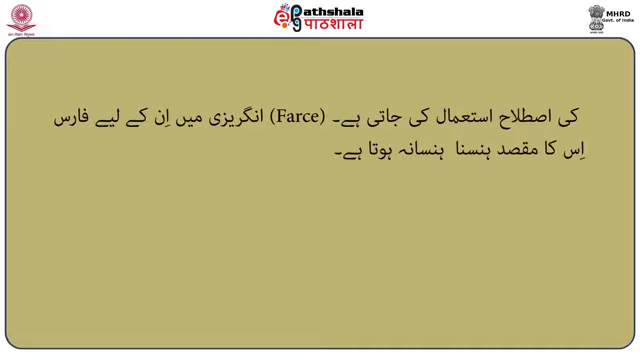 ePathshala
पाठशाला
MHRD
Govt. of India
انگریزی میں اِن کے لیے فارس (Farce) کی اصطلاح استعمال کی جاتی ہے۔
اِس کا مقصد ہنسنا ہنسانہ ہوتا ہے۔